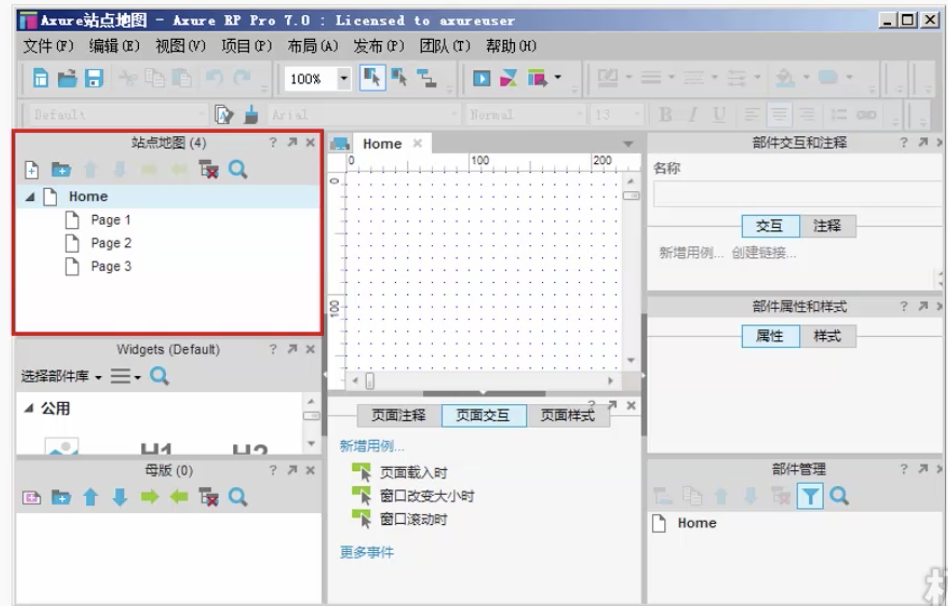 Axure站点地图 - Axure RP Pro 7.0 : Licensed to axureuser
文件(F) 编辑(E) 视图(V) 项目(P) 布局(A) 发布(P) 团队(T) 帮助(H)
100%
Default Arial Normal 13 B I U
站点地图 (4)
Home
Page 1
Page 2
Page 3
Widgets (Default)
选择部件库
公用
H1 H2
母版 (0)
Home
0 100 200
0
100
页面注释 页面交互 页面样式
新增用例...
页面载入时
窗口改变大小时
窗口滚动时
更多事件
部件交互和注释
名称
交互 注释
新增用例... 创建链接...
部件属性和样式
属性 样式
部件管理
Home